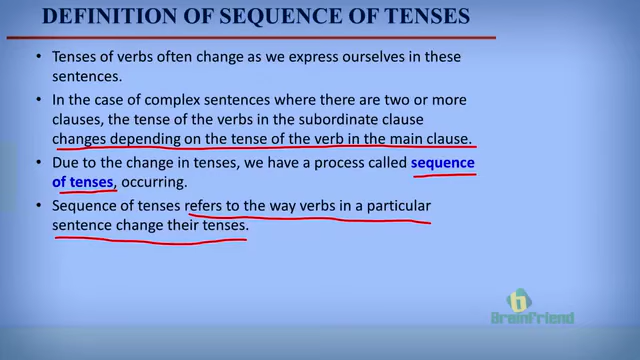 DEFINITION OF SEQUENCE OF TENSES
• Tenses of verbs often change as we express ourselves in these
sentences.
• In the case of complex sentences where there are two or more
clauses, the tense of the verbs in the subordinate clause
changes depending on the tense of the verb in the main clause.
• Due to the change in tenses, we have a process called sequence
of tenses, occurring.
• Sequence of tenses refers to the way verbs in a particular
sentence change their tenses.
BrainFriend